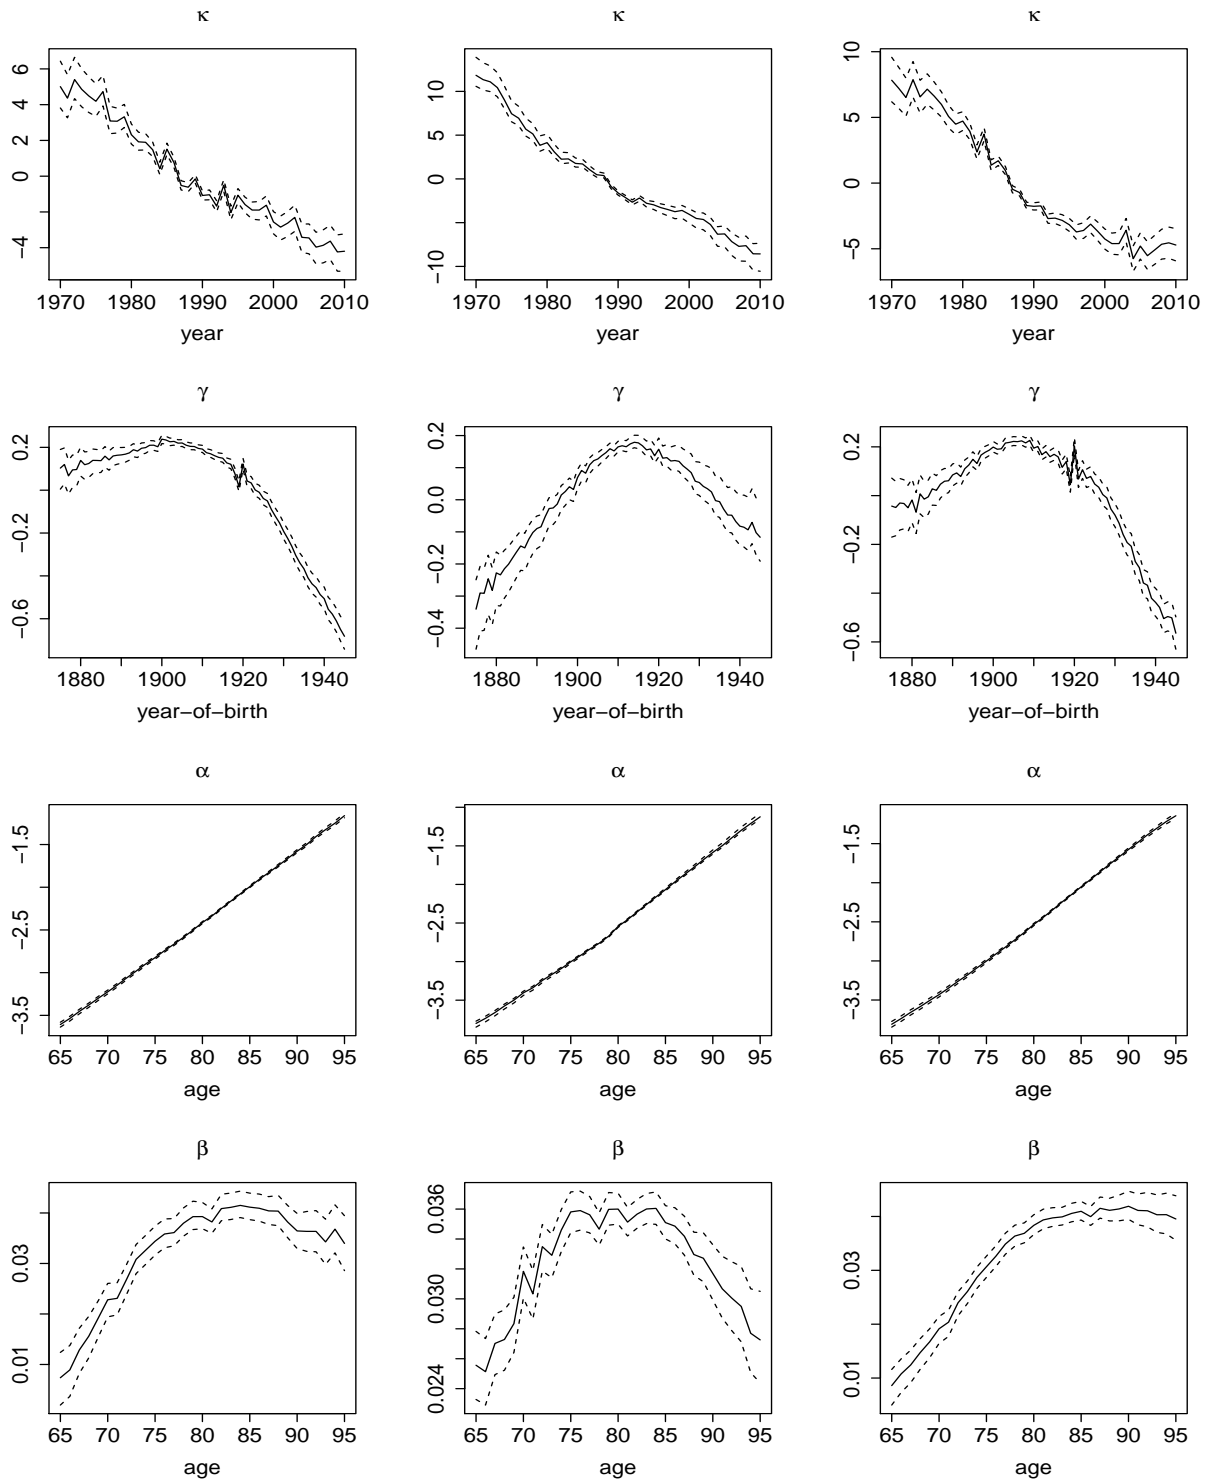 κ
6
4
2
0
−4
1970 1980 1990 2000 2010
year
κ
10
5
0
−10
1970 1980 1990 2000 2010
year
κ
10
5
0
−5
1970 1980 1990 2000 2010
year
γ
0.2
−0.2
−0.6
1880 1900 1920 1940
year−of−birth
γ
0.2
0.0
−0.2
−0.4
1880 1900 1920 1940
year−of−birth
γ
0.2
−0.2
−0.6
1880 1900 1920 1940
year−of−birth
α
−1.5
−2.5
−3.5
65 70 75 80 85 90 95
age
α
−1.5
−2.5
−3.5
65 70 75 80 85 90 95
age
α
−1.5
−2.5
−3.5
65 70 75 80 85 90 95
age
β
0.03
0.01
65 70 75 80 85 90 95
age
β
0.036
0.030
0.024
65 70 75 80 85 90 95
age
β
0.03
0.01
65 70 75 80 85 90 95
age